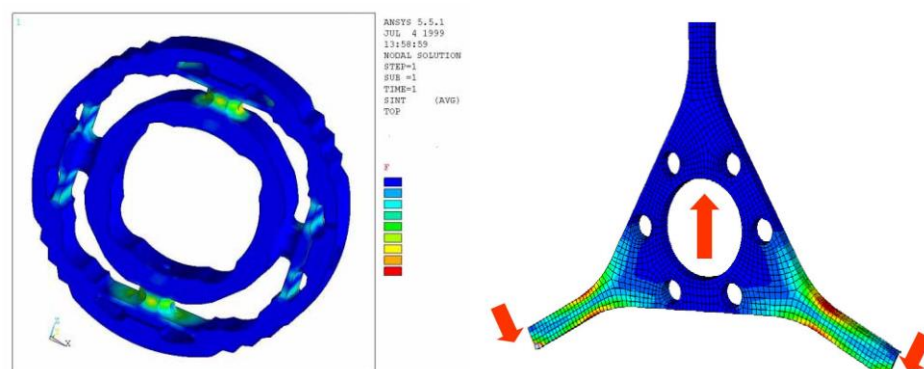 1
ANSYS 5.5.1
JUL 4 1999
13:58:59
NODAL SOLUTION
STEP=1
SUB =1
TIME=1
SINT (AVG)
TOP
F
X